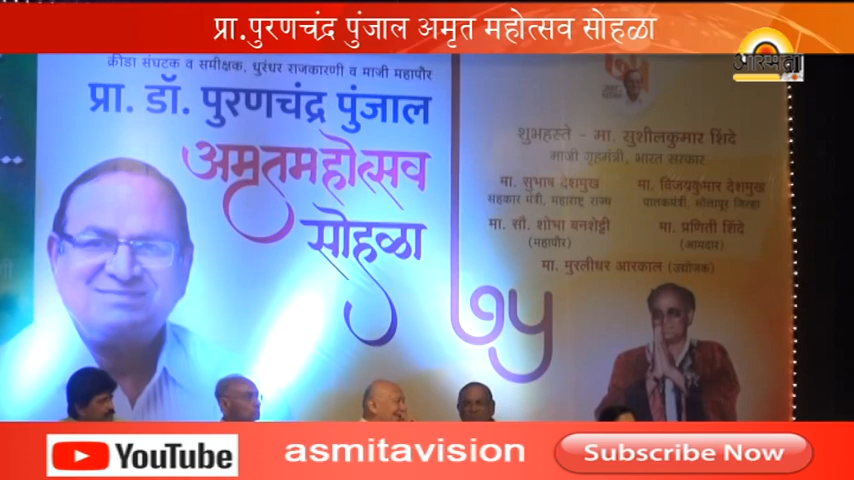 प्रा.पुरणचंद्र पुंजाल अमृत महोत्सव सोहळा
अस्मिता
क्रीडा संघटक व समीक्षक, धुरंधर राजकारणी व माजी महापौर
प्रा. डॉ. पुरणचंद्र पुंजाल
अमृतमहोत्सव
सोहळा
७५
शुभहस्ते - मा. सुशीलकुमार शिंदे
माजी गृहमंत्री, भारत सरकार
मा. सुभाष देशमुख
सहकार मंत्री, महाराष्ट्र राज्य
मा. विजयकुमार देशमुख
पालकमंत्री, सोलापूर जिल्हा
मा. सौ. शोभा बनशेट्टी
(महापौर)
मा. प्रणिती शिंदे
(आमदार)
मा. मुरलीधर आरकाल (उद्योजक)
YouTube
asmitavision
Subscribe Now